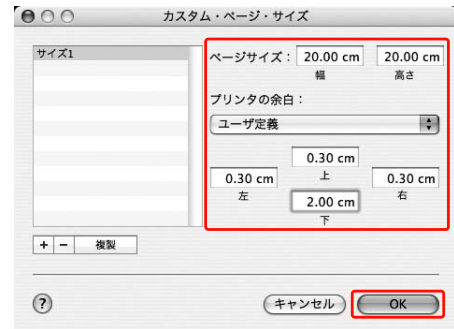 カスタム・ページ・サイズ
サイズ1
ページサイズ： 20.00 cm 20.00 cm
幅 高さ
プリンタの余白：
ユーザ定義
0.30 cm
上
0.30 cm 0.30 cm
左 右
2.00 cm
下
+ − 複製
? キャンセル OK